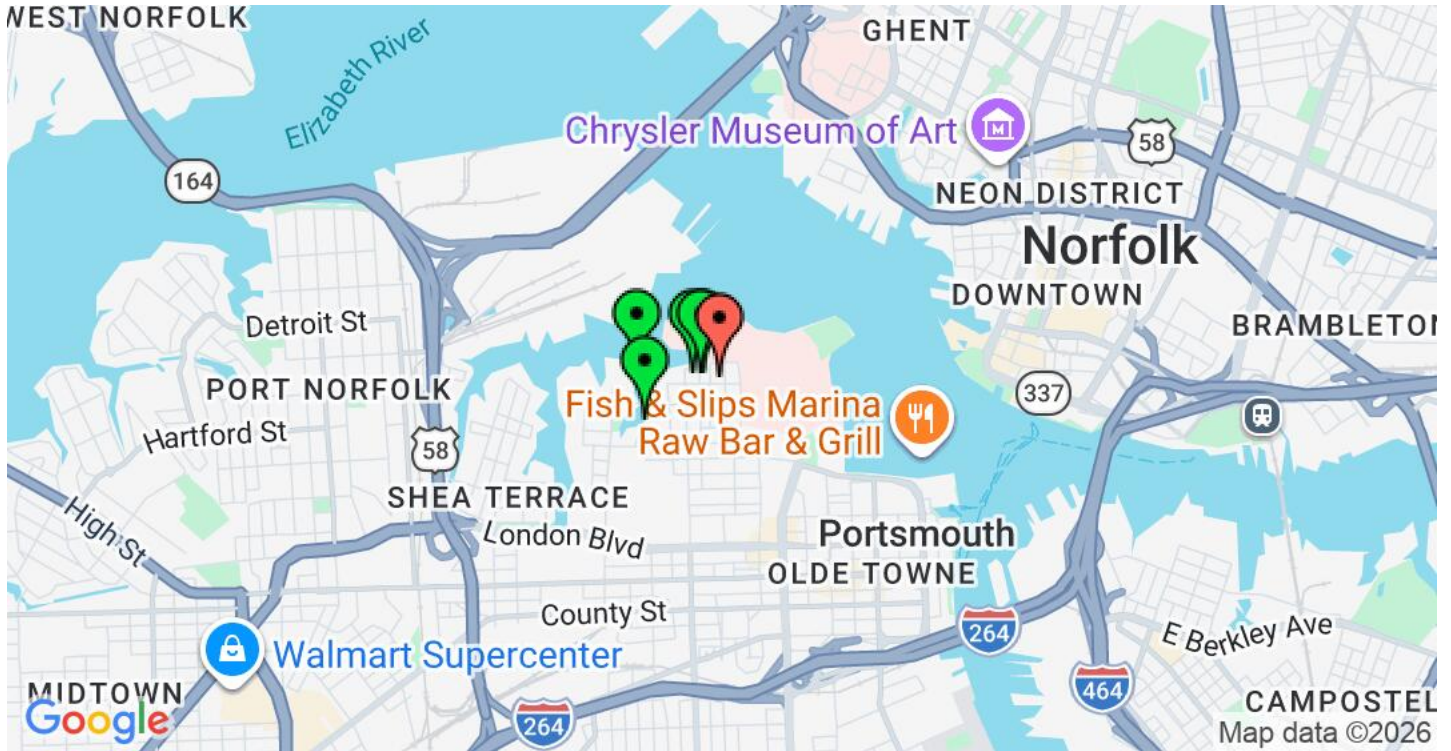 WEST NORFOLK
GHENT
Elizabeth River
Chrysler Museum of Art
58
164
NEON DISTRICT
Norfolk
DOWNTOWN
Detroit St
BRAMBLETON
PORT NORFOLK
337
Fish & Slips Marina
Raw Bar & Grill
Hartford St
58
SHEA TERRACE
High St
London Blvd
Portsmouth
OLDE TOWNE
County St
264
E Berkley Ave
Walmart Supercenter
464
MIDTOWN
CAMPOSTEL
Google
264
Map data ©2026